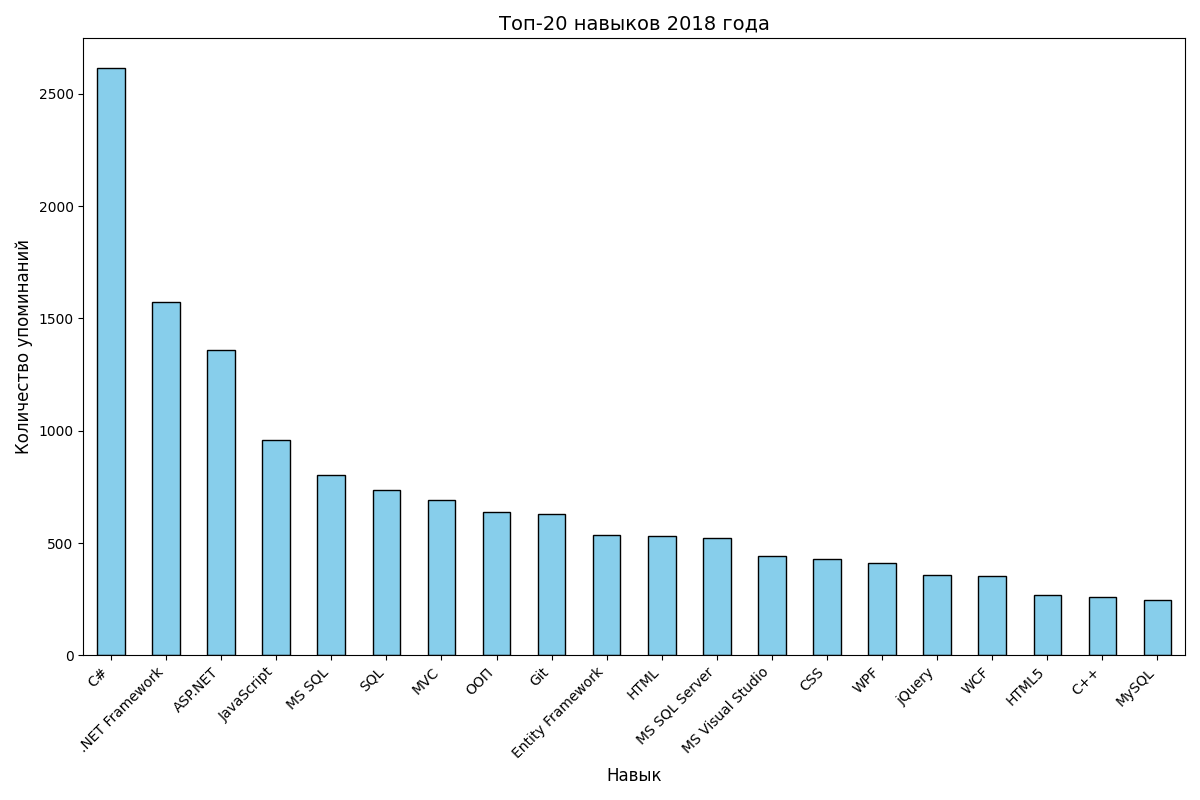 Топ-20 навыков 2018 года
Количество упоминаний
2500
2000
1500
1000
500
0
C#
.NET Framework
ASP.NET
JavaScript
MS SQL
SQL
MVC
ООП
Git
Entity Framework
HTML
MS SQL Server
MS Visual Studio
CSS
WPF
jQuery
WCF
HTML5
C++
MySQL
Навык